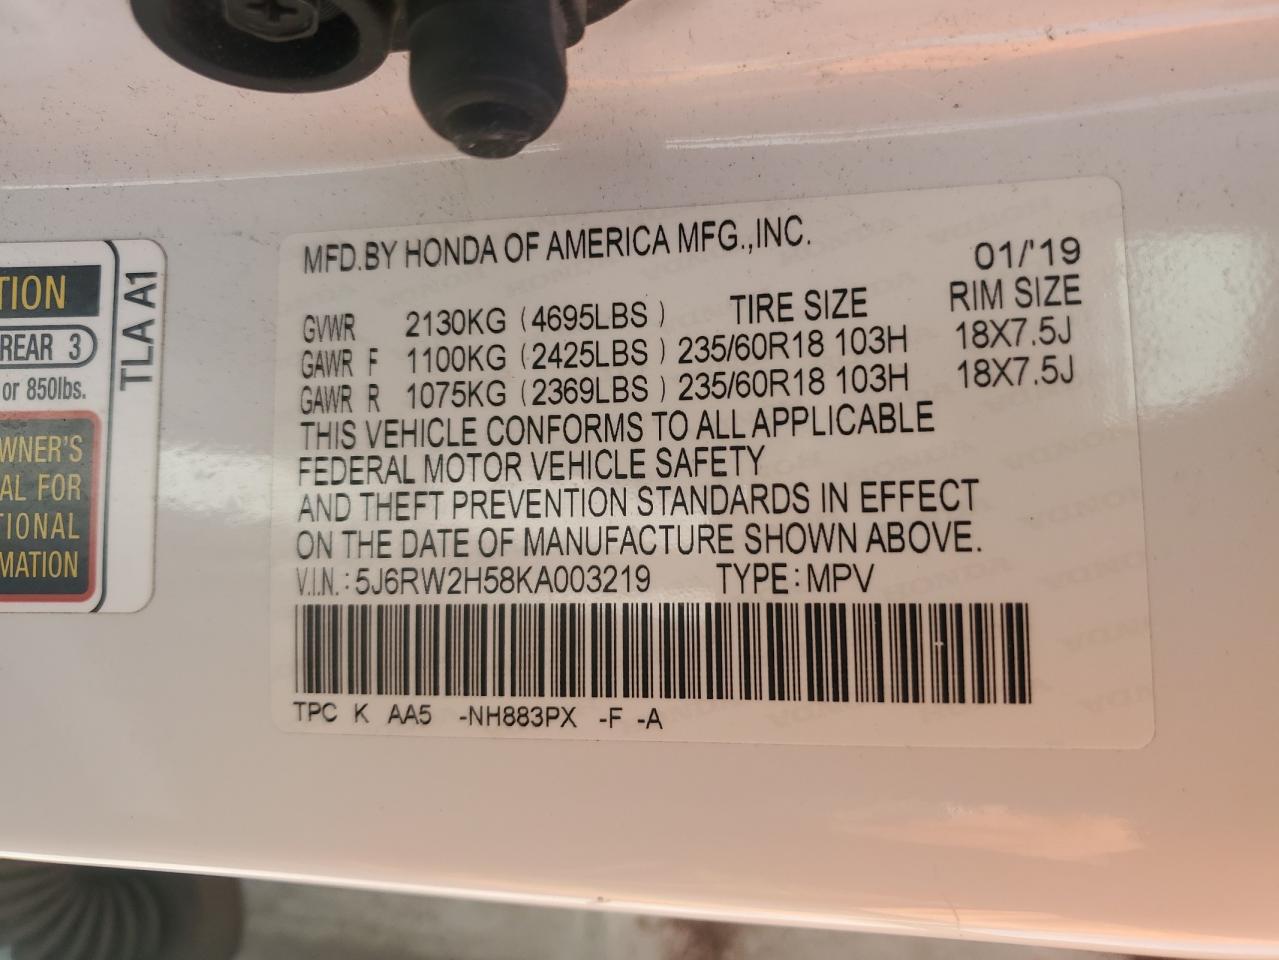 TION
REAR 3
or 850lbs.
WNER'S
AL FOR
TIONAL
MATION
TLA A1
MFD.BY HONDA OF AMERICA MFG.,INC.
01/'19
GVWR 2130KG (4695LBS) TIRE SIZE RIM SIZE
GAWR F 1100KG (2425LBS) 235/60R18 103H 18X7.5J
GAWR R 1075KG (2369LBS) 235/60R18 103H 18X7.5J
THIS VEHICLE CONFORMS TO ALL APPLICABLE
FEDERAL MOTOR VEHICLE SAFETY
AND THEFT PREVENTION STANDARDS IN EFFECT
ON THE DATE OF MANUFACTURE SHOWN ABOVE.
V.I.N.: 5J6RW2H58KA003219 TYPE: MPV
TPC K AA5 -NH883PX -F -A